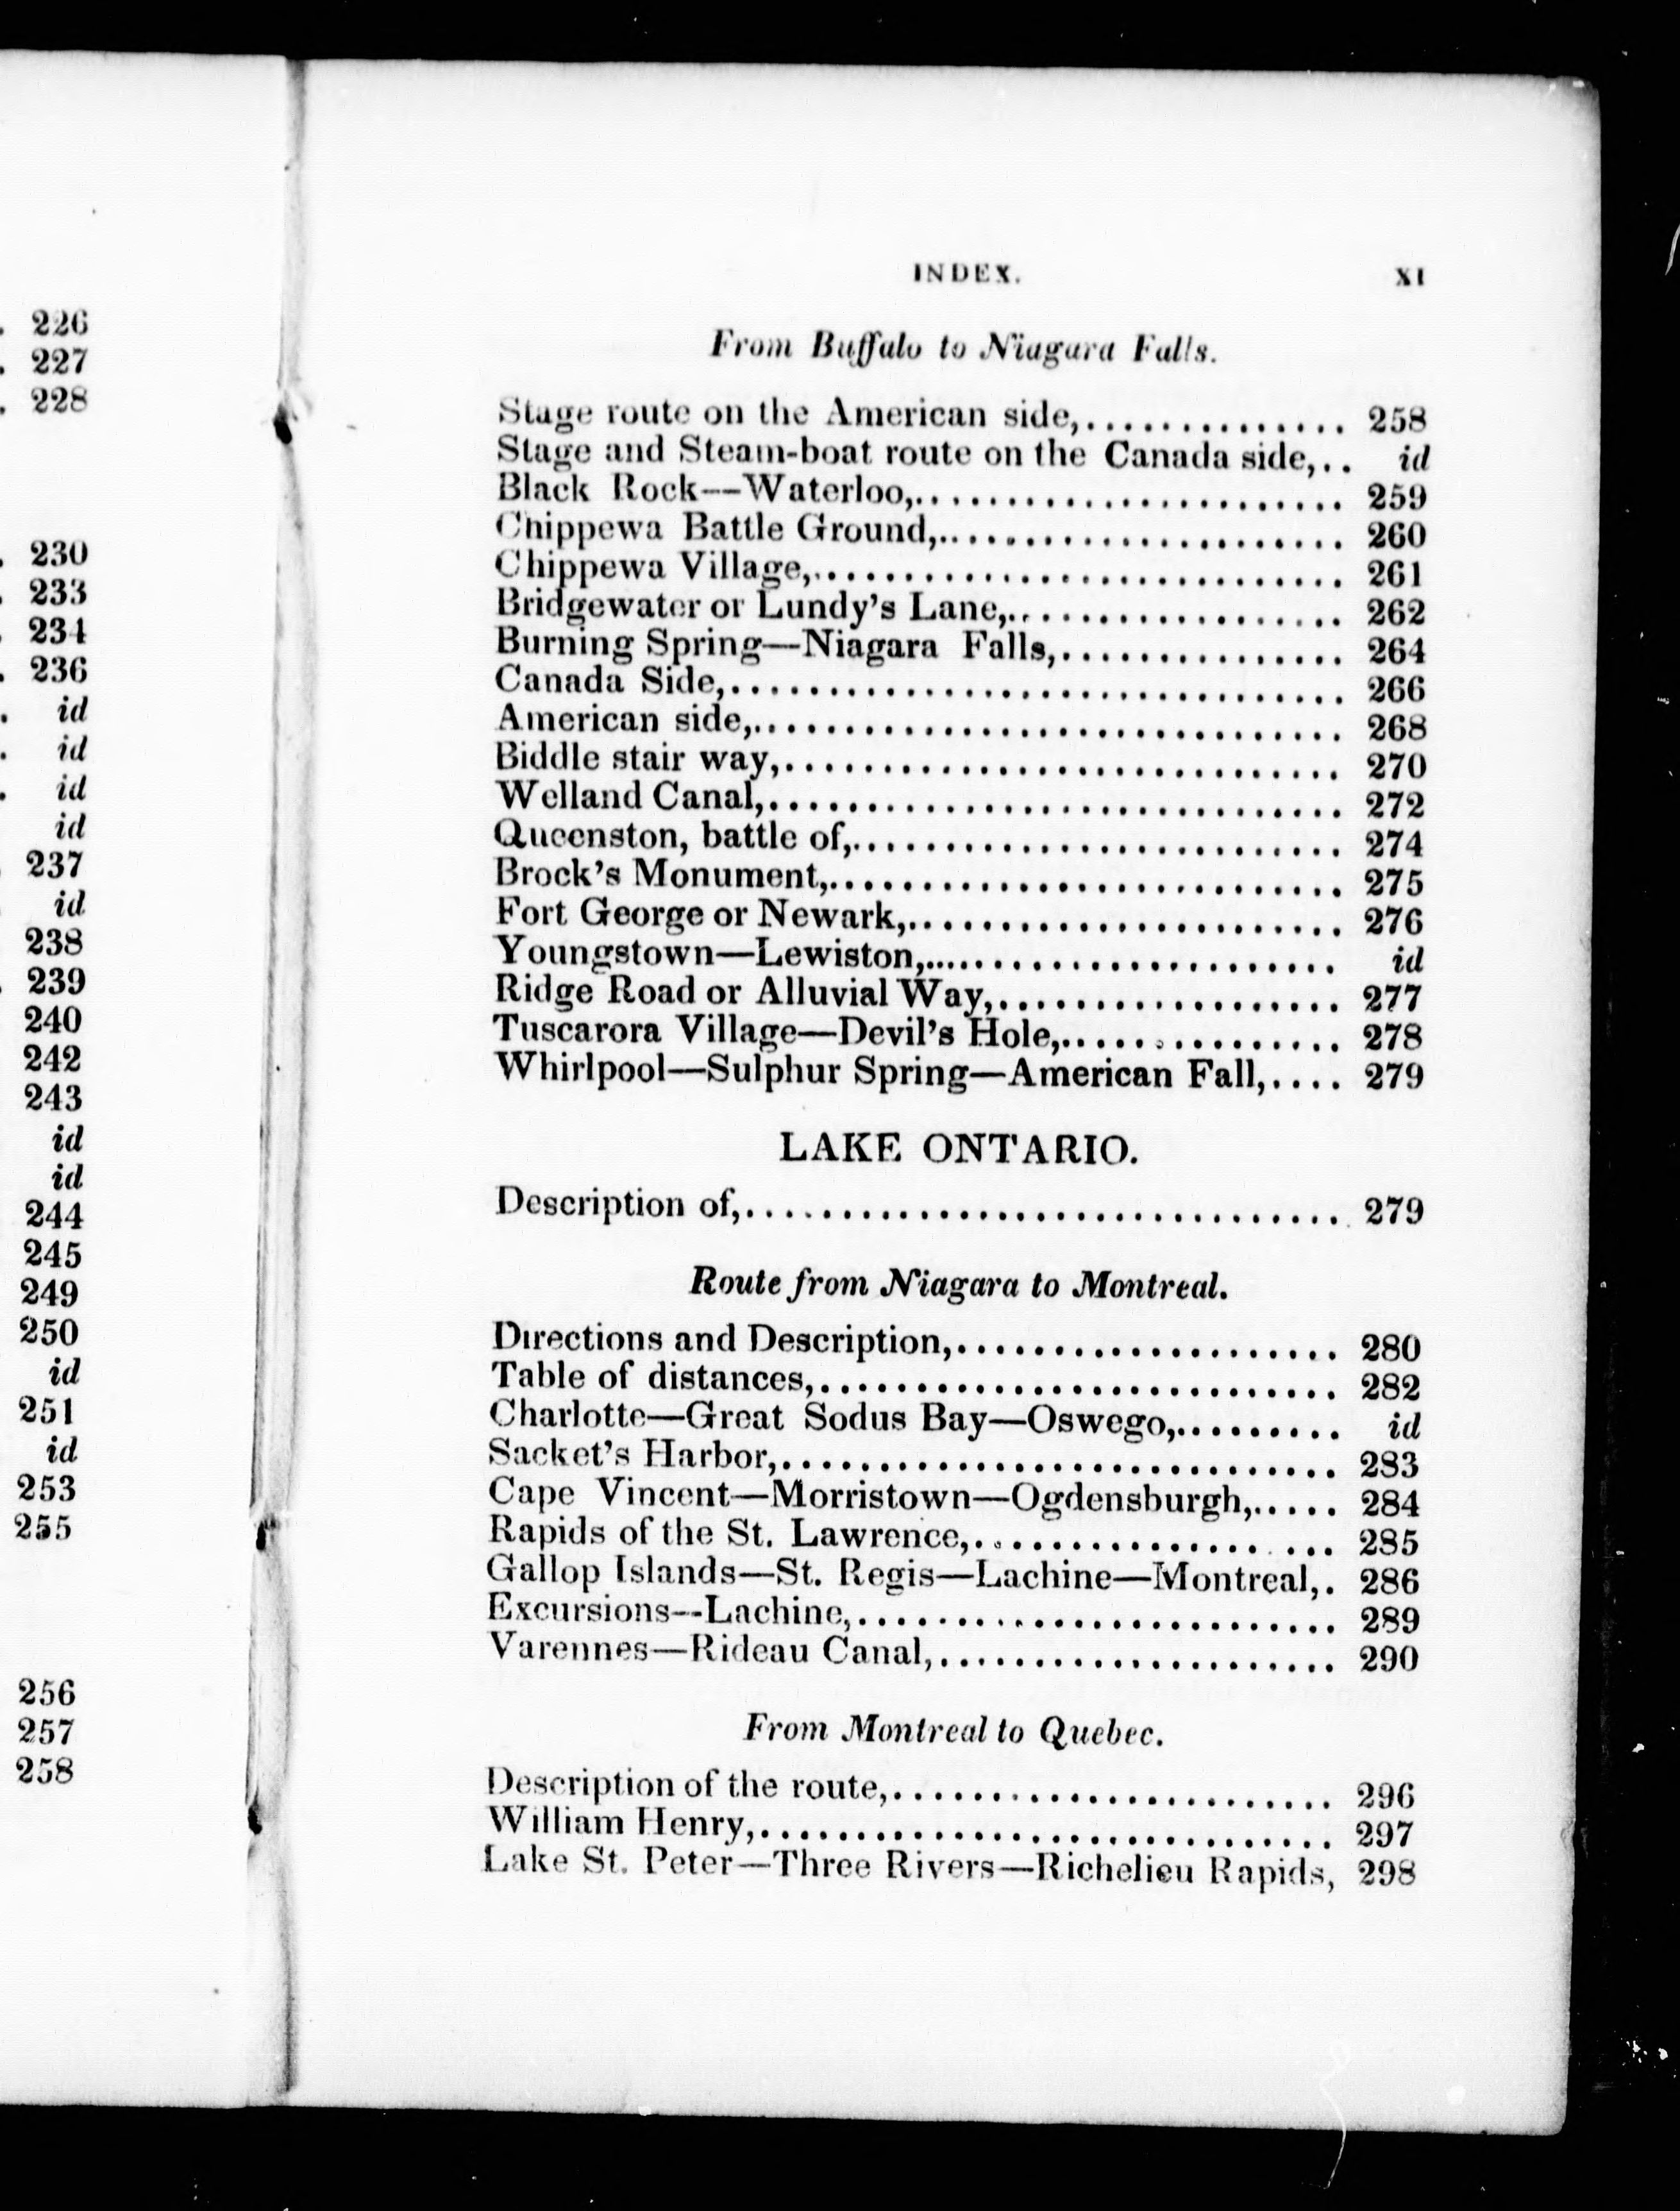 . 226
. 227
. 228
. 230
. 233
. 234
. 236
. id
. id
. id
id
237
id
238
. 239
240
242
243
id
id
244
245
249
250
id
251
id
253
255
256
257
258
INDEX. XI
From Buffalo to Niagara Falls.
Stage route on the American side,.............. 258
Stage and Steam-boat route on the Canada side,.. id
Black Rock--Waterloo,....................... 259
Chippewa Battle Ground,...................... 260
Chippewa Village,............................ 261
Bridgewater or Lundy's Lane,.................. 262
Burning Spring—Niagara Falls,............... 264
Canada Side,................................. 266
American side,................................ 268
Biddle stair way,.............................. 270
Welland Canal,............................... 272
Queenston, battle of,.......................... 274
Brock's Monument,............................ 275
Fort George or Newark,........................ 276
Youngstown—Lewiston,........................ id
Ridge Road or Alluvial Way,.................. 277
Tuscarora Village—Devil's Hole,............... 278
Whirlpool—Sulphur Spring—American Fall,.... 279
LAKE ONTARIO.
Description of,................................ 279
Route from Niagara to Montreal.
Directions and Description,..................... 280
Table of distances,............................ 282
Charlotte—Great Sodus Bay—Oswego,......... id
Sacket's Harbor,.............................. 283
Cape Vincent—Morristown—Ogdensburgh,..... 284
Rapids of the St. Lawrence,................... 285
Gallop Islands—St. Regis—Lachine—Montreal,. 286
Excursions--Lachine,.......................... 289
Varennes—Rideau Canal,...................... 290
From Montreal to Quebec.
Description of the route,........................ 296
William Henry,............................... 297
Lake St. Peter—Three Rivers—Richelieu Rapids, 298